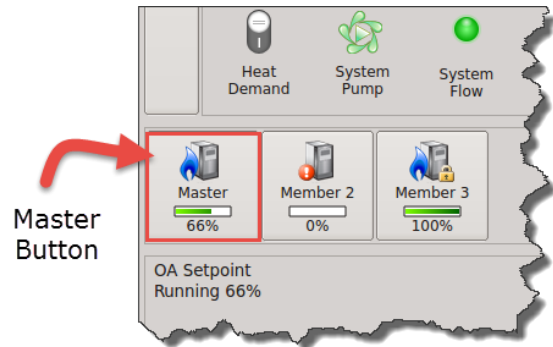 Heat
Demand
System
Pump
System
Flow
Master
66%
Member 2
0%
Member 3
100%
Master
Button
OA Setpoint
Running 66%